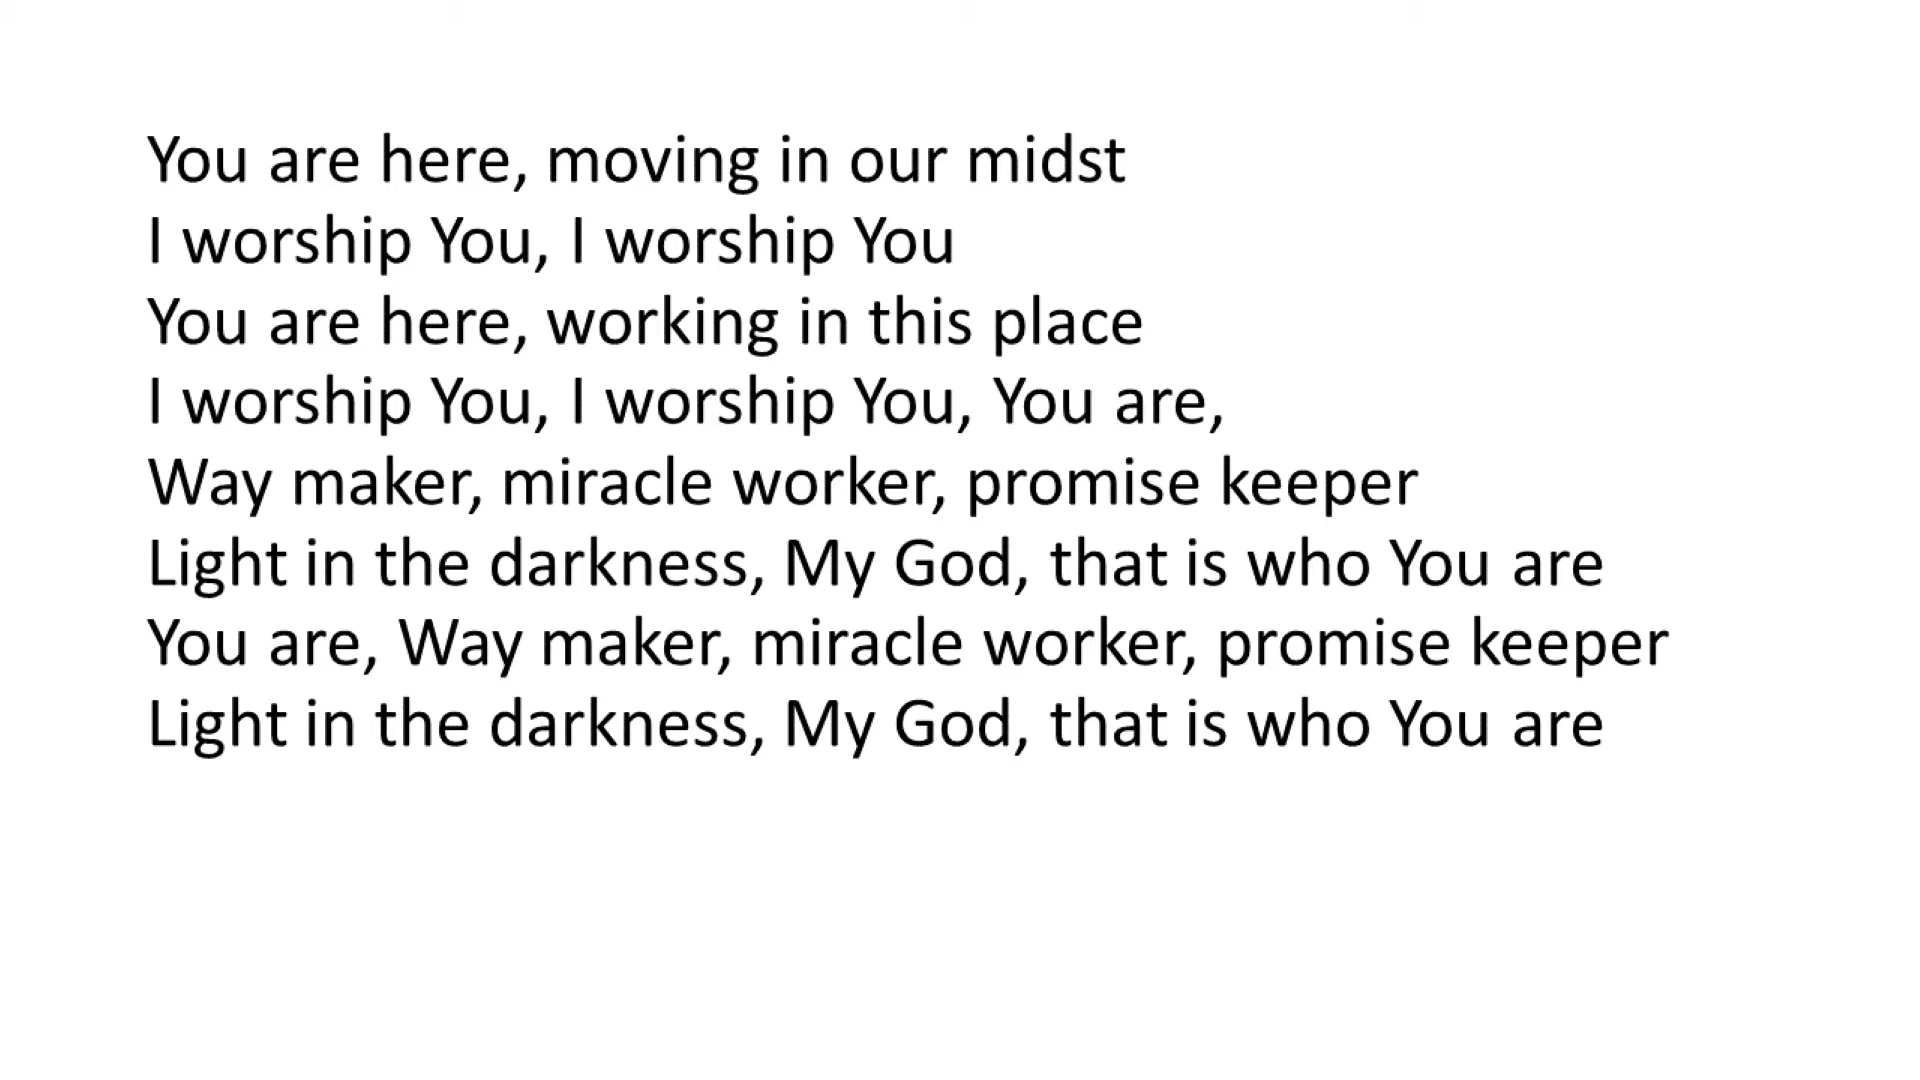 You are here, moving in our midst
I worship You, I worship You
You are here, working in this place
I worship You, I worship You, You are,
Way maker, miracle worker, promise keeper
Light in the darkness, My God, that is who You are
You are, Way maker, miracle worker, promise keeper
Light in the darkness, My God, that is who You are